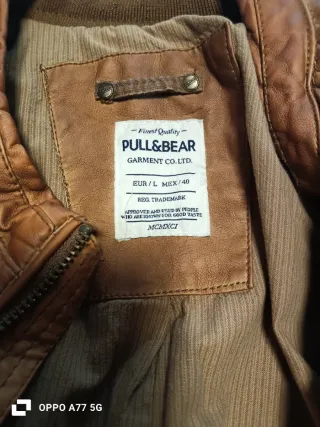 Finest Quality
PULL&BEAR
GARMENT CO. LTD.
EUR / L MEX / 40
REG. TRADEMARK
APPROVED AND USED BY PEOPLE
WHO ARE KNOWN FOR GOOD TASTE
MCMXCI
OPPO A77 5G